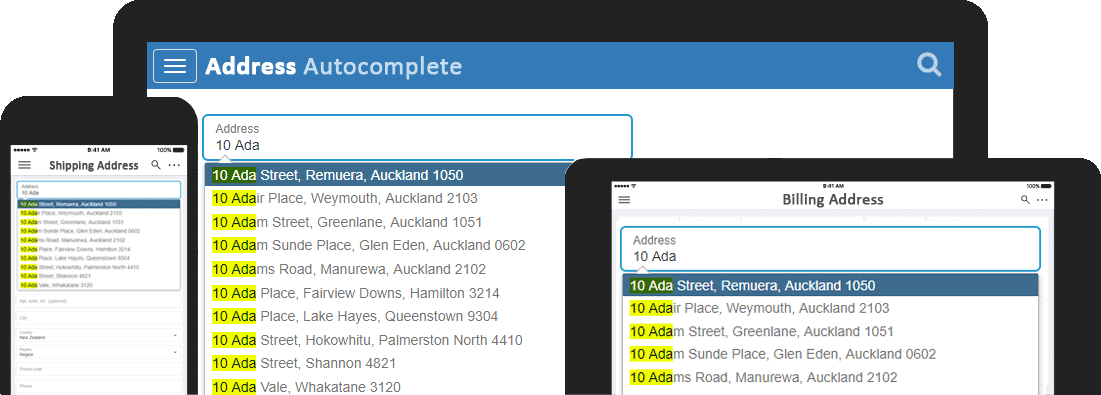 Address Autocomplete
Address
10 Ada
10 Ada Street, Remuera, Auckland 1050
10 Adair Place, Weymouth, Auckland 2103
10 Adam Street, Greenlane, Auckland 1051
10 Adam Sunde Place, Glen Eden, Auckland 0602
10 Adams Road, Manurewa, Auckland 2102
10 Ada Place, Fairview Downs, Hamilton 3214
10 Ada Place, Lake Hayes, Queenstown 9304
10 Ada Street, Hokowhitu, Palmerston North 4410
10 Ada Street, Shannon 4821
10 Ada Vale, Whakatane 3120
9:41 AM 100%
Shipping Address
Address
10 Ada
10 Ada Street, Remuera, Auckland 1050
10 Adair Place, Weymouth, Auckland 2103
10 Adam Street, Greenlane, Auckland 1051
10 Adam Sunde Place, Glen Eden, Auckland 0602
10 Adams Road, Manurewa, Auckland 2102
10 Ada Place, Fairview Downs, Hamilton 3214
10 Ada Place, Lake Hayes, Queenstown 9304
10 Ada Street, Hokowhitu, Palmerston North 4410
10 Ada Street, Shannon 4821
10 Ada Vale, Whakatane 3120
Apt, suite, etc. (optional)
City
Country
New Zealand
Region
Region
Postal code
Phone
9:41 AM 100%
Billing Address
Address
10 Ada
10 Ada Street, Remuera, Auckland 1050
10 Adair Place, Weymouth, Auckland 2103
10 Adam Street, Greenlane, Auckland 1051
10 Adam Sunde Place, Glen Eden, Auckland 0602
10 Adams Road, Manurewa, Auckland 2102